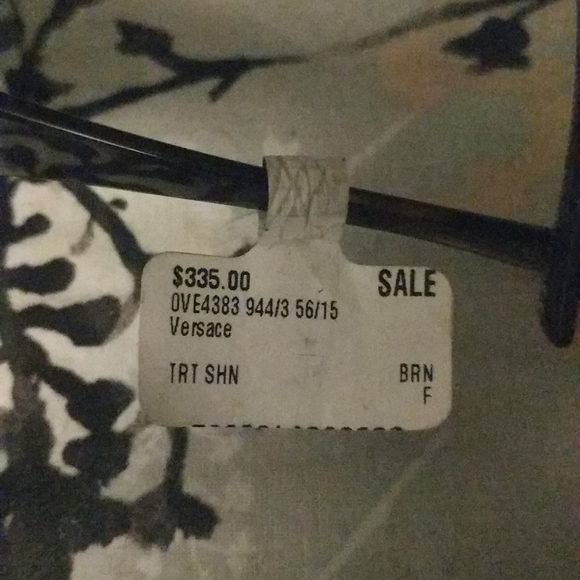 $335.00 SALE
0VE4383 944/3 56/15
Versace
TRT SHN BRN
F